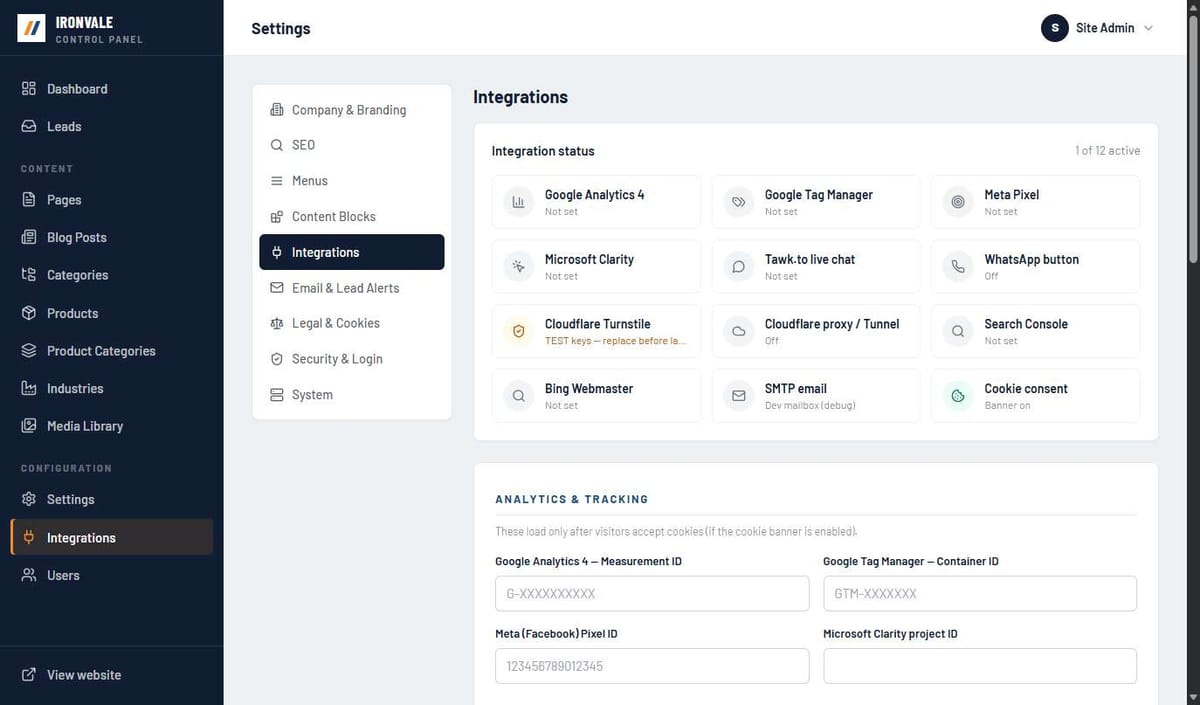 IRONVALE
CONTROL PANEL
Settings
S
Site Admin
Dashboard
Leads
CONTENT
Pages
Blog Posts
Categories
Products
Product Categories
Industries
Media Library
CONFIGURATION
Settings
Integrations
Users
View website
Company & Branding
SEO
Menus
Content Blocks
Integrations
Email & Lead Alerts
Legal & Cookies
Security & Login
System
Integrations
Integration status
1 of 12 active
Google Analytics 4
Not set
Google Tag Manager
Not set
Meta Pixel
Not set
Microsoft Clarity
Not set
Tawk.to live chat
Not set
WhatsApp button
Off
Cloudflare Turnstile
TEST keys — replace before la...
Cloudflare proxy / Tunnel
Off
Search Console
Not set
Bing Webmaster
Not set
SMTP email
Dev mailbox (debug)
Cookie consent
Banner on
ANALYTICS & TRACKING
These load only after visitors accept cookies (if the cookie banner is enabled).
Google Analytics 4 — Measurement ID
G-XXXXXXXXXX
Google Tag Manager — Container ID
GTM-XXXXXXX
Meta (Facebook) Pixel ID
123456789012345
Microsoft Clarity project ID